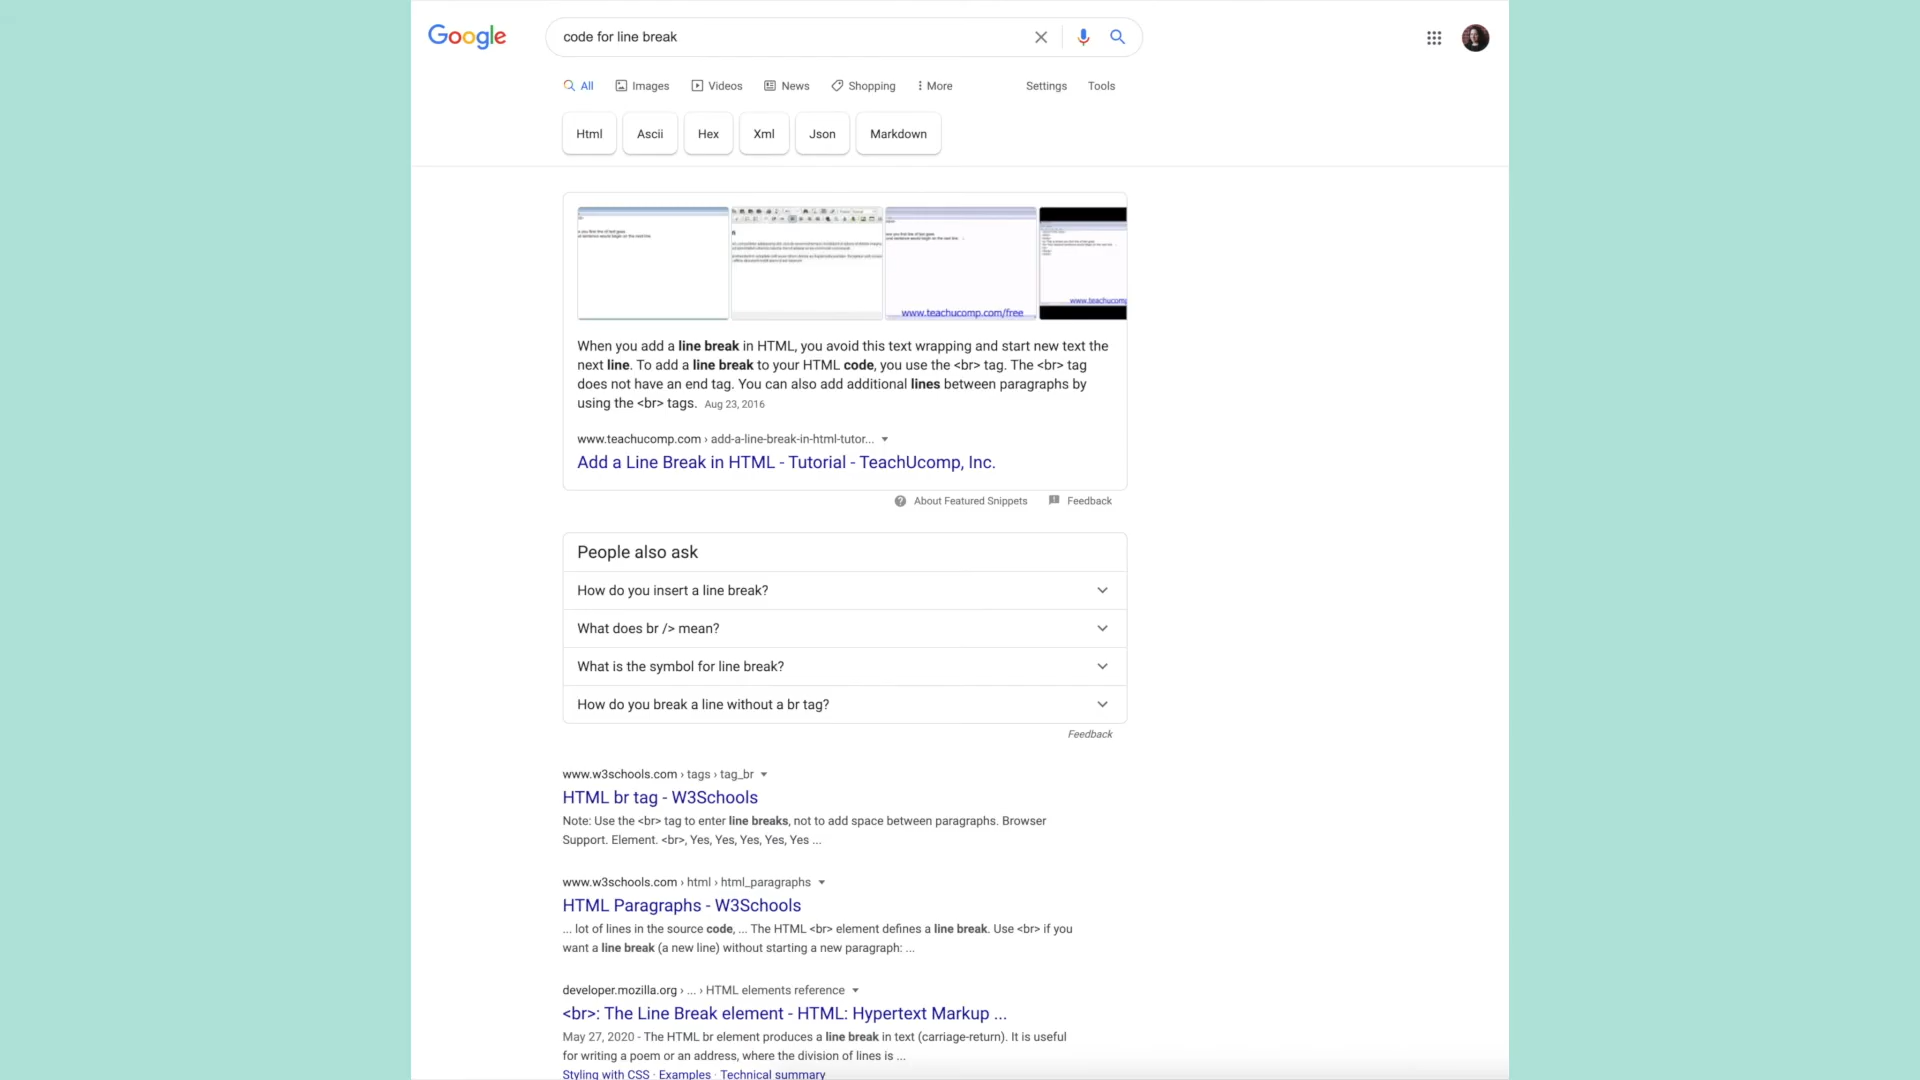 Google
code for line break
All Images Videos News Shopping More Settings Tools
Html Ascii Hex Xml Json Markdown
www.teachucomp.com/free
When you add a line break in HTML, you avoid this text wrapping and start new text the
next line. To add a line break to your HTML code, you use the <br> tag. The <br> tag
does not have an end tag. You can also add additional lines between paragraphs by
using the <br> tags. Aug 23, 2016
www.teachucomp.com › add-a-line-break-in-html-tutor...
Add a Line Break in HTML - Tutorial - TeachUcomp, Inc.
About Featured Snippets Feedback
People also ask
How do you insert a line break?
What does br /> mean?
What is the symbol for line break?
How do you break a line without a br tag?
Feedback
www.w3schools.com › tags › tag_br
HTML br tag - W3Schools
Note: Use the <br> tag to enter line breaks, not to add space between paragraphs. Browser
Support. Element. <br>, Yes, Yes, Yes, Yes, Yes ...
www.w3schools.com › html › html_paragraphs
HTML Paragraphs - W3Schools
... lot of lines in the source code, ... The HTML <br> element defines a line break. Use <br> if you
want a line break (a new line) without starting a new paragraph: ...
developer.mozilla.org › ... › HTML elements reference
<br>: The Line Break element - HTML: Hypertext Markup ...
May 27, 2020 - The HTML br element produces a line break in text (carriage-return). It is useful
for writing a poem or an address, where the division of lines is ...
Styling with CSS · Examples · Technical summary